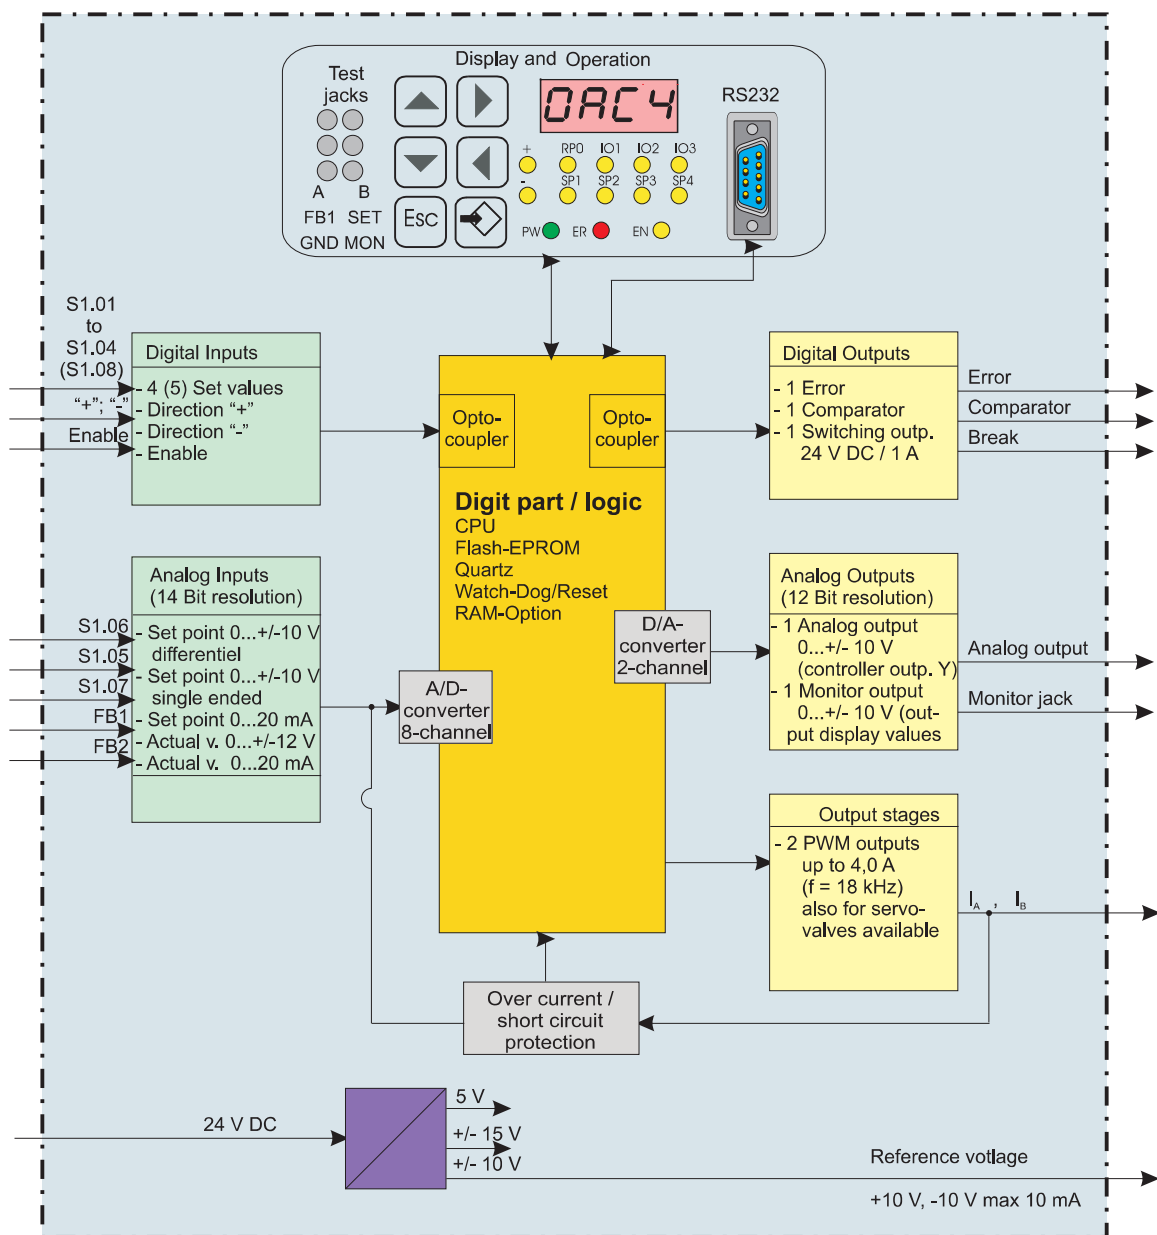 Display and Operation
Test
jacks
DAC4
RS232
+ RP0 IO1 IO2 IO3
- SP1 SP2 SP3 SP4
A B
FB1 SET
GND MON
ESC
PW ER EN
S1.01
to
S1.04
(S1.08)
"+"; "-"
Enable
Digital Inputs
- 4 (5) Set values
- Direction "+"
- Direction "-"
- Enable
Opto-
coupler
Opto-
coupler
Digital Outputs
- 1 Error
- 1 Comparator
- 1 Switching outp.
24 V DC / 1 A
Error
Comparator
Break
Digit part / logic
CPU
Flash-EPROM
Quartz
Watch-Dog/Reset
RAM-Option
Analog Inputs
(14 Bit resolution)
S1.06
S1.05
S1.07
FB1
FB2
- Set point 0...+/-10 V
differentiel
- Set point 0...+/-10V
single ended
- Set point 0...20 mA
- Actual v. 0...+/-12 V
- Actual v. 0...20 mA
A/D-
converter
8-channel
D/A-
converter
2-channel
Analog Outputs
(12 Bit resolution)
- 1 Analog output
0...+/- 10 V
(controller outp. Y)
- 1 Monitor output
0...+/- 10 V (out-
put display values
Analog output
Monitor jack
Output stages
- 2 PWM outputs
up to 4,0 A
(f = 18 kHz)
also for servo-
valves available
IA , IB
Over current /
short circuit
protection
24 V DC
5 V
+/- 15 V
+/- 10 V
Reference votlage
+10 V, -10 V max 10 mA